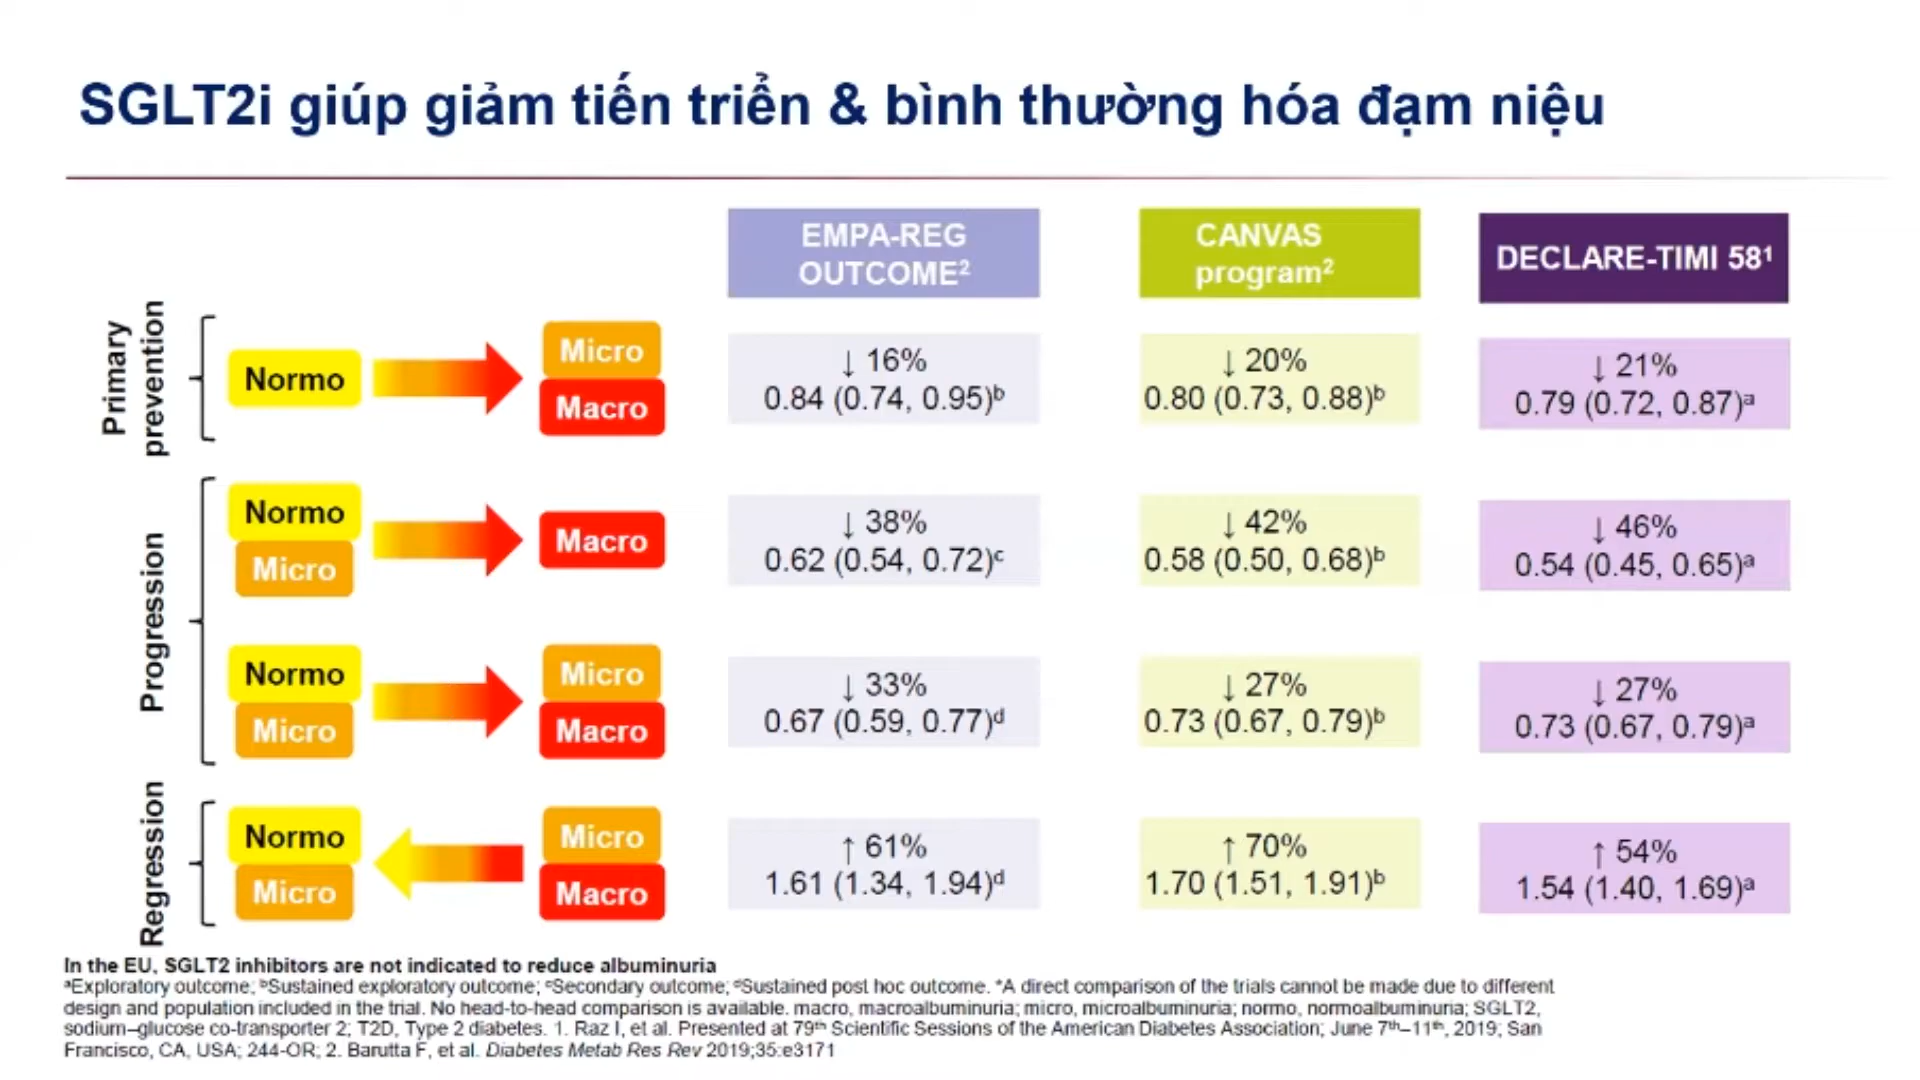 SGLT2i giúp giảm tiến triển & bình thường hóa đạm niệu
EMPA-REG
OUTCOME²
CANVAS
program²
DECLARE-TIMI 58¹
Primary
prevention
Normo
Micro
Macro
↓ 16%
0.84 (0.74, 0.95)ᵇ
↓ 20%
0.80 (0.73, 0.88)ᵇ
↓ 21%
0.79 (0.72, 0.87)ᵃ
Progression
Normo
Micro
Macro
↓ 38%
0.62 (0.54, 0.72)ᶜ
↓ 42%
0.58 (0.50, 0.68)ᵇ
↓ 46%
0.54 (0.45, 0.65)ᵃ
Normo
Micro
Micro
Macro
↓ 33%
0.67 (0.59, 0.77)ᵈ
↓ 27%
0.73 (0.67, 0.79)ᵇ
↓ 27%
0.73 (0.67, 0.79)ᵃ
Regression
Normo
Micro
Micro
Macro
↑ 61%
1.61 (1.34, 1.94)ᵈ
↑ 70%
1.70 (1.51, 1.91)ᵇ
↑ 54%
1.54 (1.40, 1.69)ᵃ
In the EU, SGLT2 inhibitors are not indicated to reduce albuminuria
ᵃExploratory outcome; ᵇSustained exploratory outcome; ᶜSecondary outcome; ᵈSustained post hoc outcome. *A direct comparison of the trials cannot be made due to different
design and population included in the trial. No head-to-head comparison is available. macro, macroalbuminuria; micro, microalbuminuria; normo, normoalbuminuria; SGLT2,
sodium–glucose co-transporter 2; T2D, Type 2 diabetes. 1. Raz I, et al. Presented at 79ᵗʰ Scientific Sessions of the American Diabetes Association; June 7ᵗʰ–11ᵗʰ, 2019; San
Francisco, CA, USA; 244-OR; 2. Barutta F, et al. Diabetes Metab Res Rev 2019;35:e3171